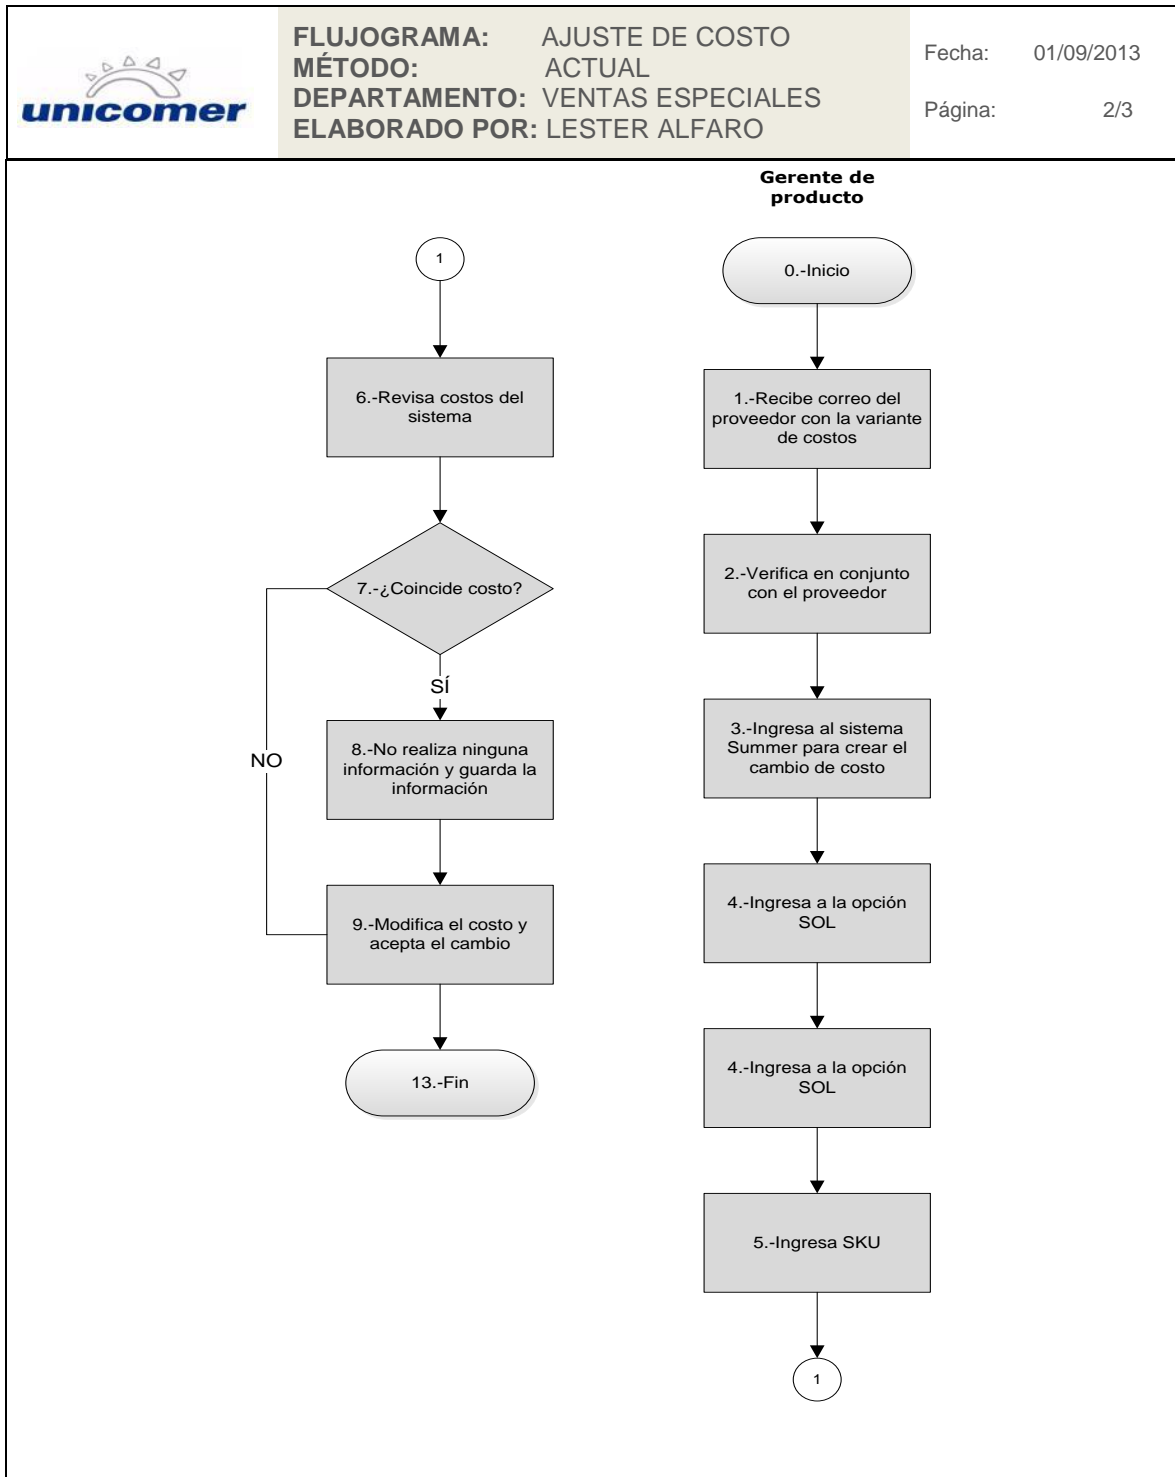 unicomer
FLUJOGRAMA: AJUSTE DE COSTO
MÉTODO: ACTUAL
DEPARTAMENTO: VENTAS ESPECIALES
ELABORADO POR: LESTER ALFARO
Fecha: 01/09/2013
Página: 2/3
Gerente de
producto
1
6.-Revisa costos del
sistema
7.-¿Coincide costo?
SÍ
NO
8.-No realiza ninguna
información y guarda la
información
9.-Modifica el costo y
acepta el cambio
13.-Fin
0.-Inicio
1.-Recibe correo del
proveedor con la variante
de costos
2.-Verifica en conjunto
con el proveedor
3.-Ingresa al sistema
Summer para crear el
cambio de costo
4.-Ingresa a la opción
SOL
4.-Ingresa a la opción
SOL
5.-Ingresa SKU
1